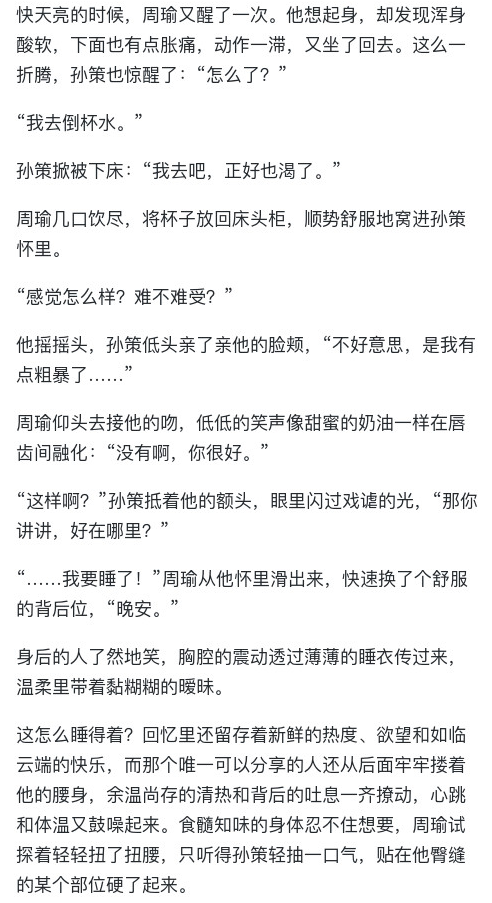 快天亮的时候，周瑜又醒了一次。他想起身，却发现浑身
酸软，下面也有点胀痛，动作一滞，又坐了回去。这么一
折腾，孙策也惊醒了：“怎么了？”
“我去倒杯水。”
孙策掀被下床：“我去吧，正好也渴了。”
周瑜几口饮尽，将杯子放回床头柜，顺势舒服地窝进孙策
怀里。
“感觉怎么样？难不难受？”
他摇摇头，孙策低头亲了亲他的脸颊，“不好意思，是我有
点粗暴了……”
周瑜仰头去接他的吻，低低的笑声像甜蜜的奶油一样在唇
齿间融化：“没有啊，你很好。”
“这样啊？”孙策抵着他的额头，眼里闪过戏谑的光，“那你
讲讲，好在哪里？”
“……我要睡了！”周瑜从他怀里滑出来，快速换了个舒服
的背后位，“晚安。”
身后的人了然地笑，胸腔的震动透过薄薄的睡衣传过来，
温柔里带着黏糊糊的暧昧。
这怎么睡得着？回忆里还留存着新鲜的热度、欲望和如临
云端的快乐，而那个唯一可以分享的人还从后面牢牢搂着
他的腰身，余温尚存的清热和背后的吐息一齐撩动，心跳
和体温又鼓噪起来。食髓知味的身体忍不住想要，周瑜试
探着轻轻扭了扭腰，只听得孙策轻抽一口气，贴在他臀缝
的某个部位硬了起来。